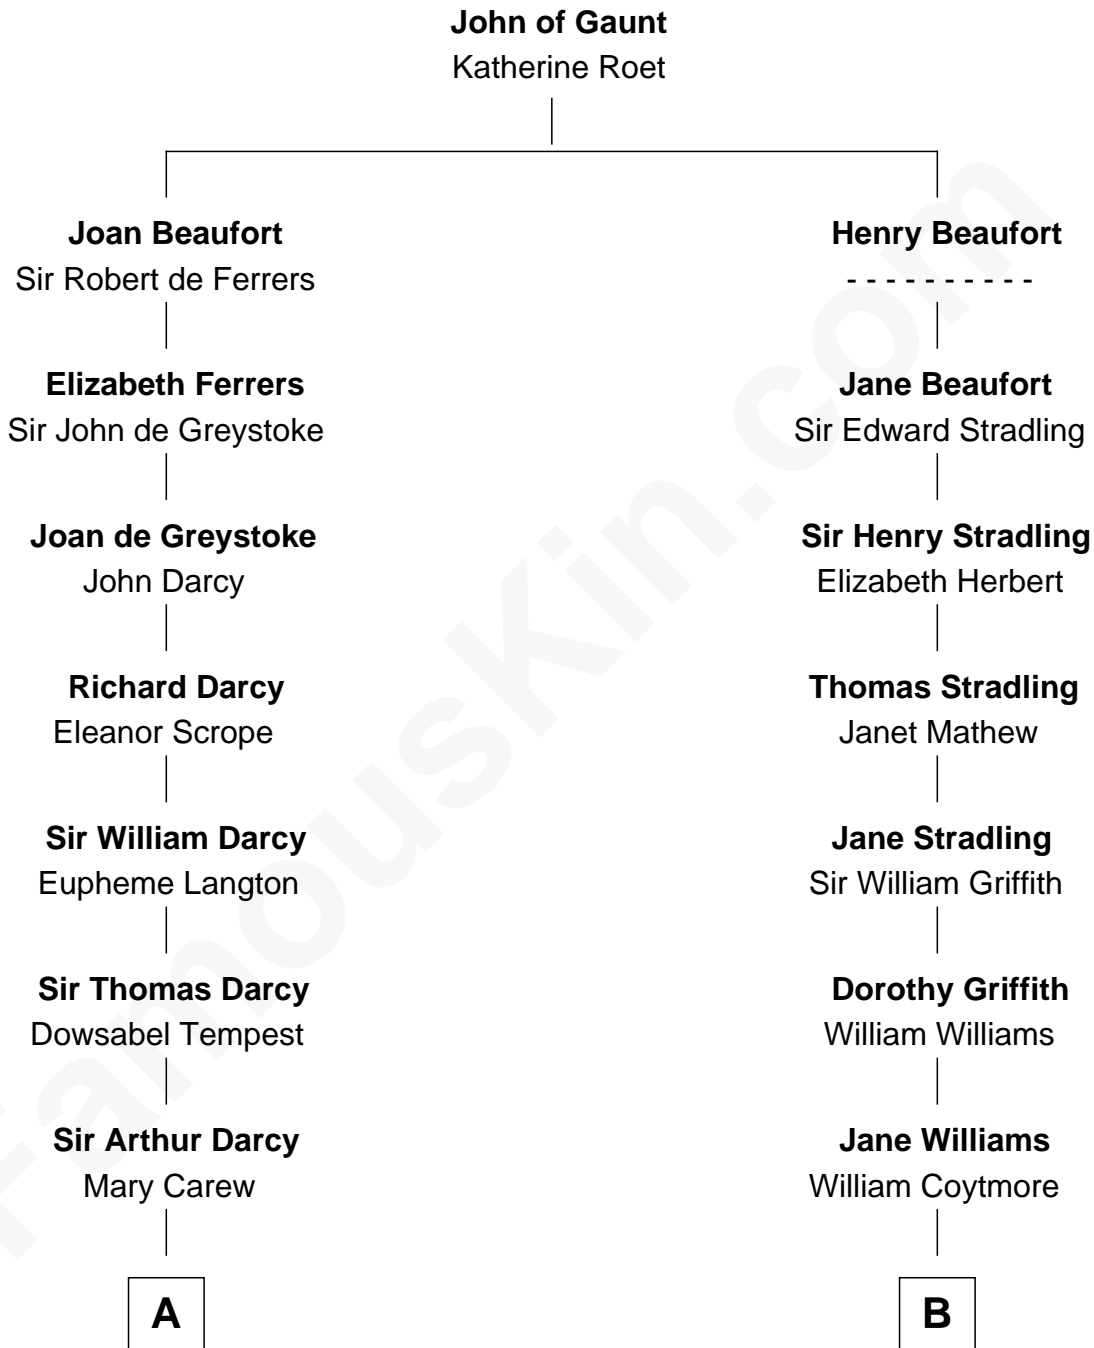 John of Gaunt
Katherine Roet
Joan Beaufort
Sir Robert de Ferrers
Henry Beaufort
- - - - - - - - - -
Elizabeth Ferrers
Sir John de Greystoke
Jane Beaufort
Sir Edward Stradling
Joan de Greystoke
John Darcy
Sir Henry Stradling
Elizabeth Herbert
Richard Darcy
Eleanor Scrope
Thomas Stradling
Janet Mathew
Sir William Darcy
Eupheme Langton
Jane Stradling
Sir William Griffith
Sir Thomas Darcy
Dowsabel Tempest
Dorothy Griffith
William Williams
Sir Arthur Darcy
Mary Carew
Jane Williams
William Coytmore
A
B
FamousKin.com